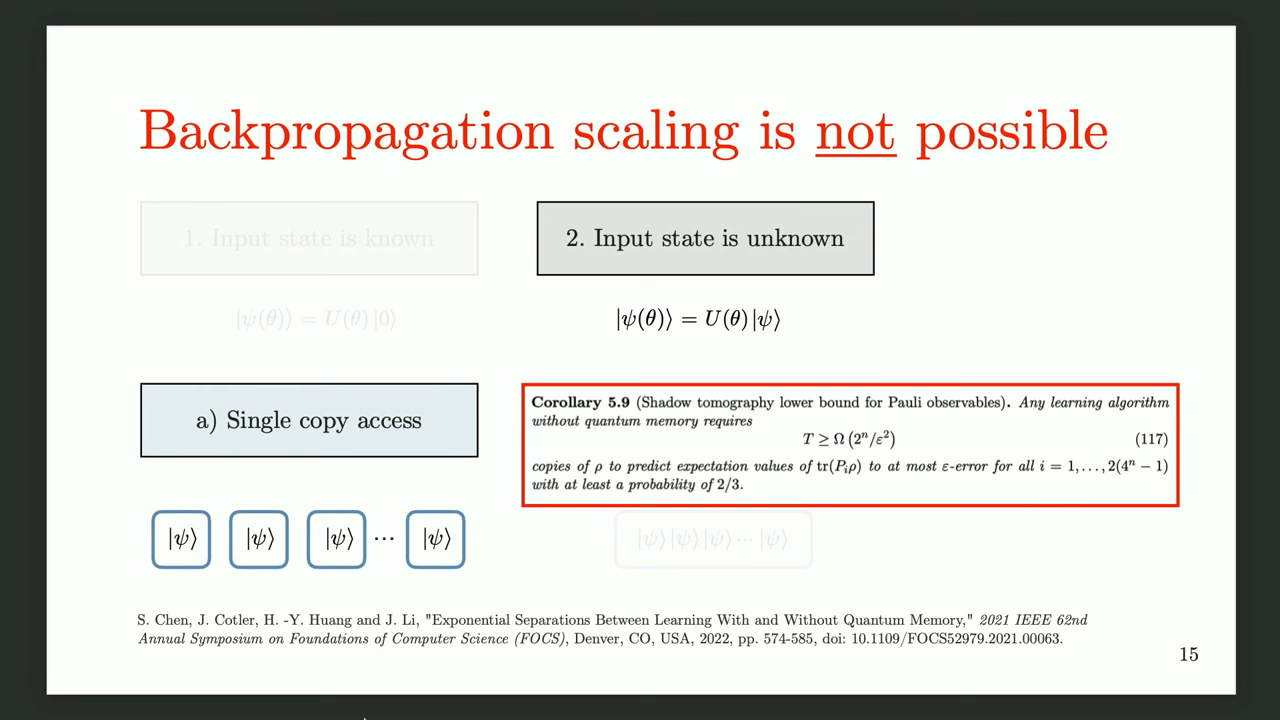 Backpropagation scaling is not possible
1. Input state is known
2. Input state is unknown
|ψ(θ)⟩ = U(θ) |0⟩
|ψ(θ)⟩ = U(θ) |ψ⟩
a) Single copy access
Corollary 5.9 (Shadow tomography lower bound for Pauli observables). Any learning algorithm
without quantum memory requires
T ≥ Ω (2ⁿ/ε²) (117)
copies of ρ to predict expectation values of tr(Pᵢρ) to at most ε-error for all i = 1, . . . , 2(4ⁿ − 1)
with at least a probability of 2/3.
|ψ⟩ |ψ⟩ |ψ⟩ ⋯ |ψ⟩
|ψ⟩ |ψ⟩ |ψ⟩ ⋯ |ψ⟩
S. Chen, J. Cotler, H. -Y. Huang and J. Li, "Exponential Separations Between Learning With and Without Quantum Memory," 2021 IEEE 62nd
Annual Symposium on Foundations of Computer Science (FOCS), Denver, CO, USA, 2022, pp. 574-585, doi: 10.1109/FOCS52979.2021.00063.
15